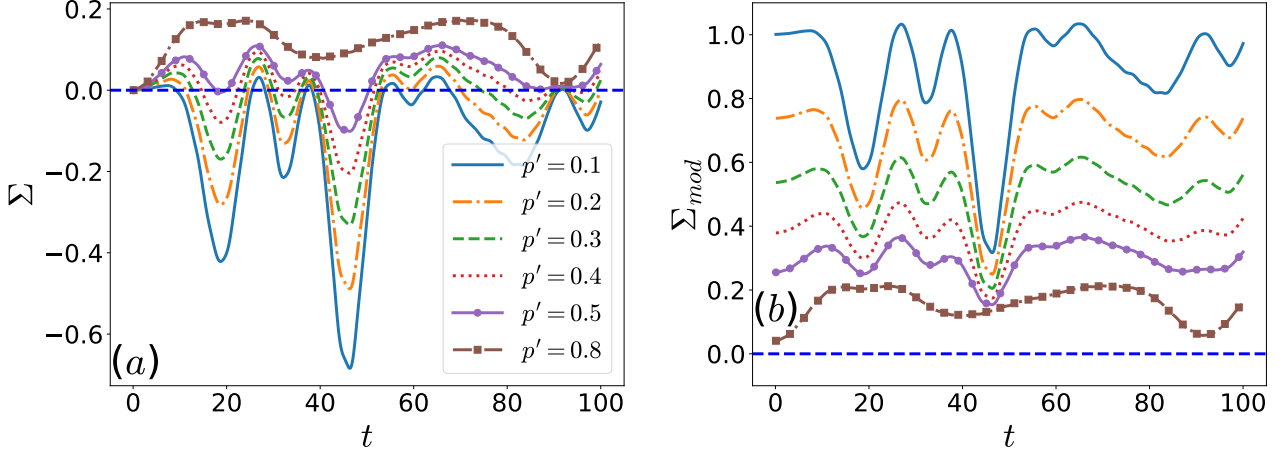 0.2
0.0
−0.2
−0.4
−0.6
Σ
(a)
p′ = 0.1
p′ = 0.2
p′ = 0.3
p′ = 0.4
p′ = 0.5
p′ = 0.8
0 20 40 60 80 100
t
1.0
0.8
0.6
0.4
0.2
0.0
Σmod
(b)
0 20 40 60 80 100
t